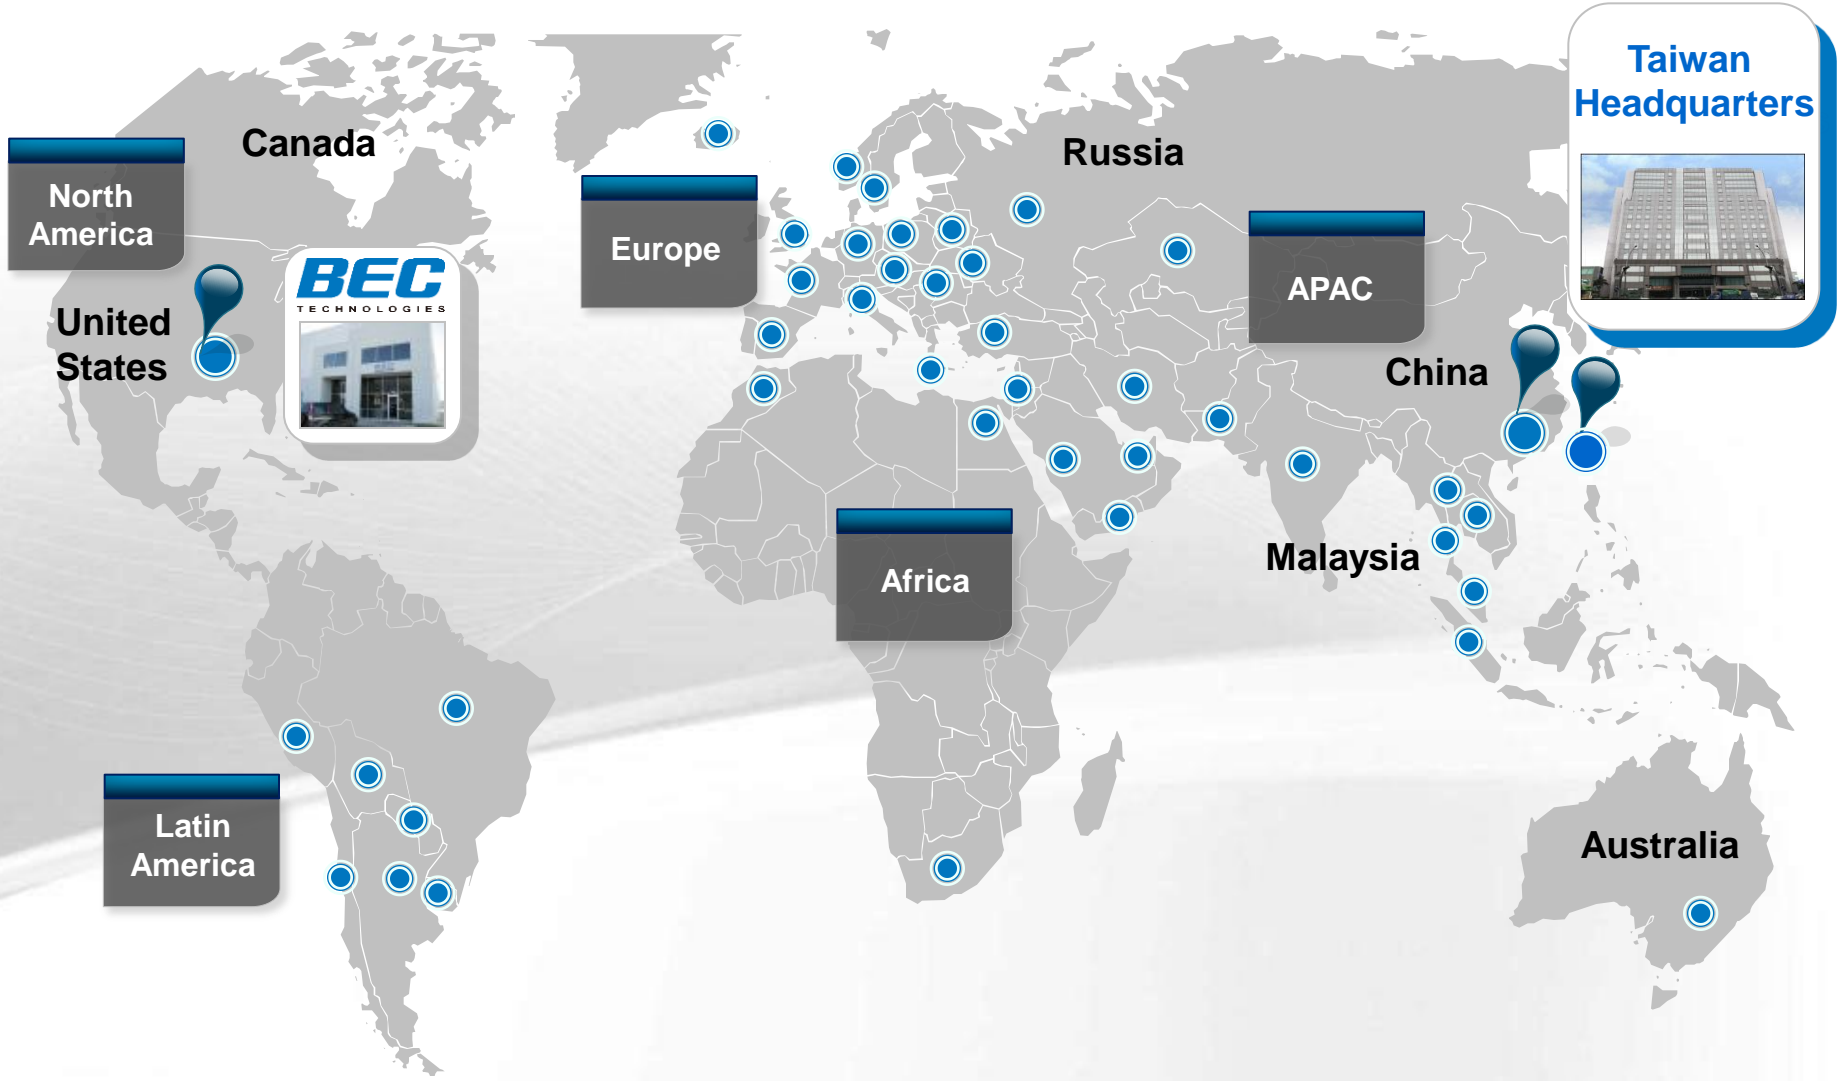 Taiwan
Headquarters
Canada
Russia
North
America
Europe
APAC
BEC
TECHNOLOGIES
United
States
China
Malaysia
Africa
Latin
America
Australia